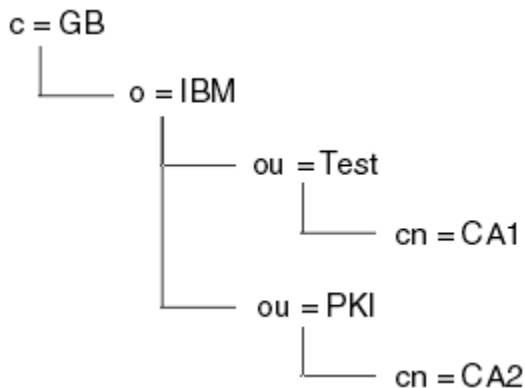 c = GB
o = IBM
ou = Test
cn = CA1
ou = PKI
cn = CA2